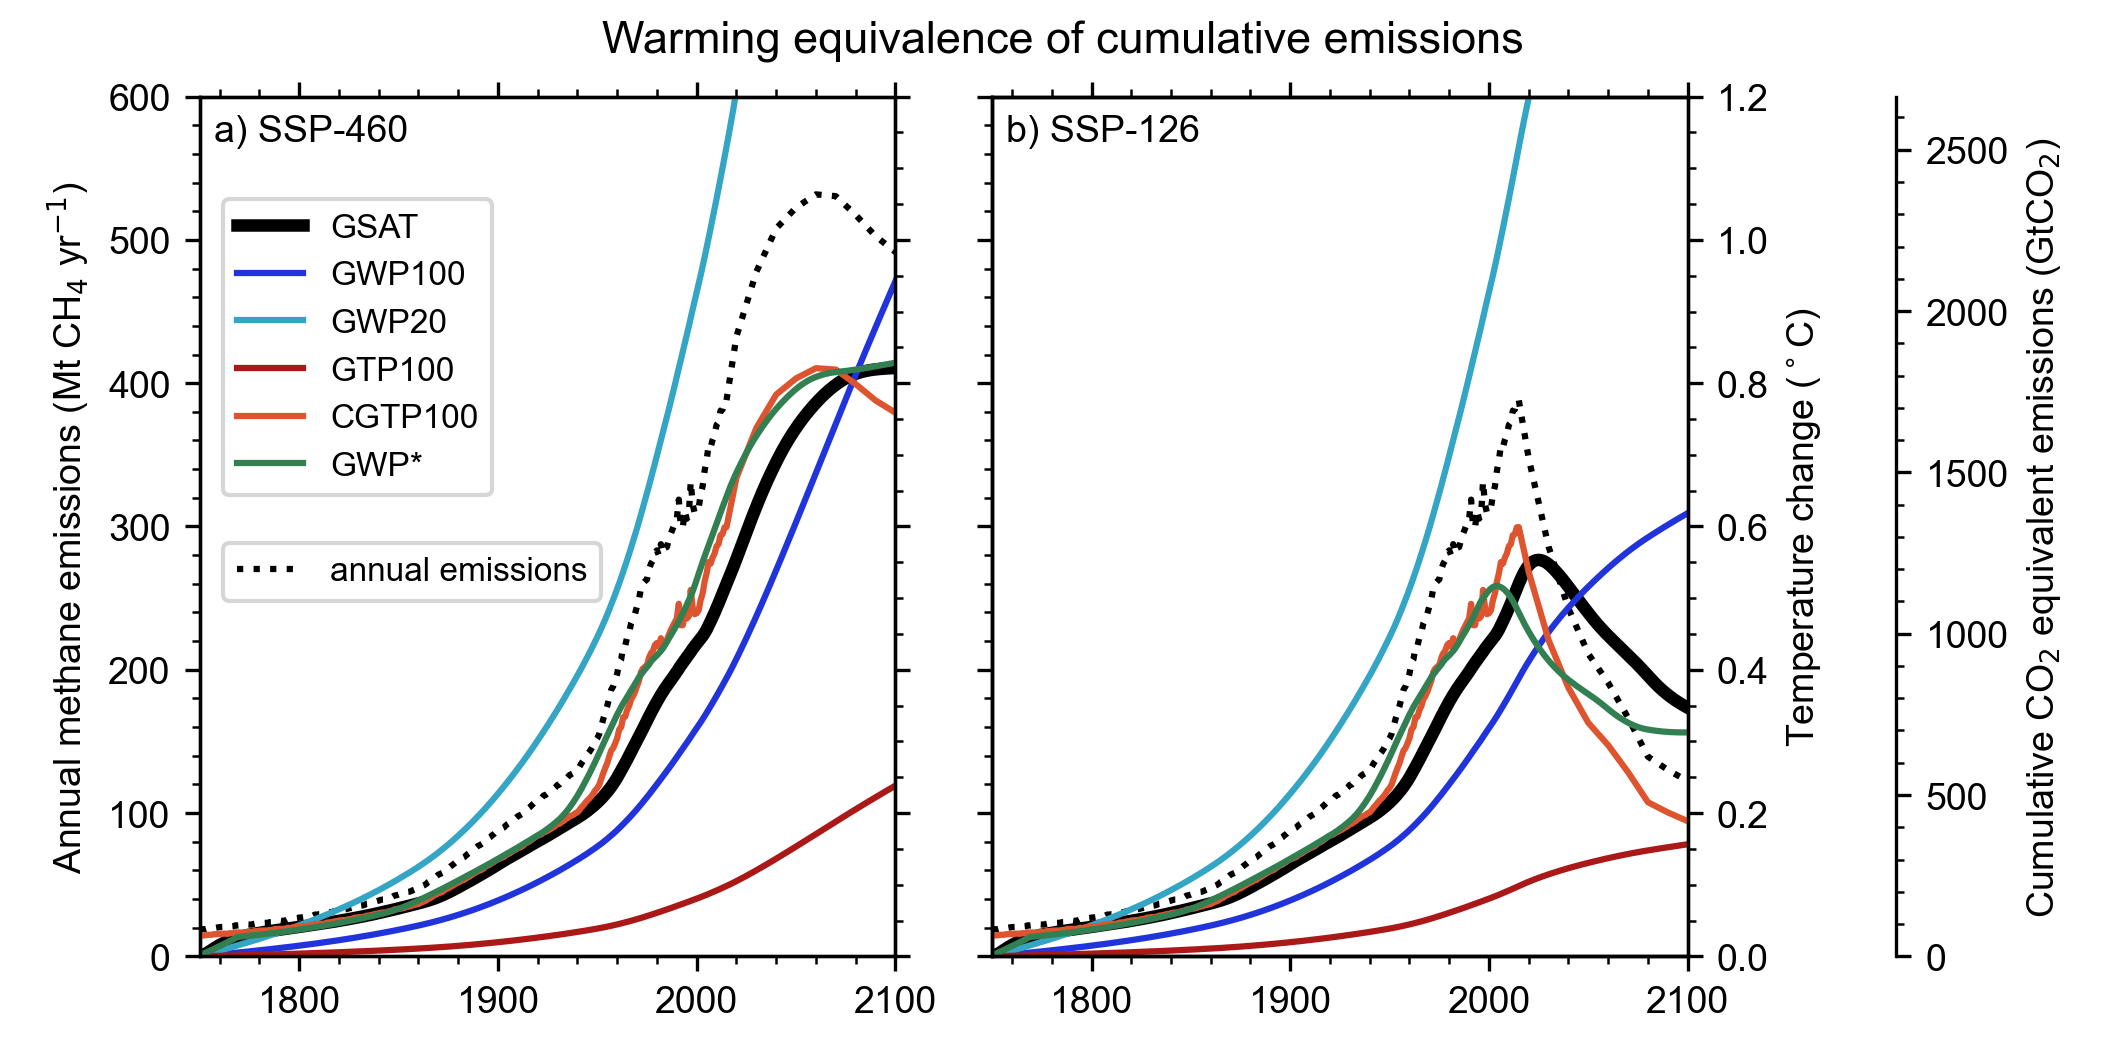 Warming equivalence of cumulative emissions
Annual methane emissions (Mt CH₄ yr⁻¹)
600
500
400
300
200
100
0
a) SSP-460
GSAT
GWP100
GWP20
GTP100
CGTP100
GWP*
annual emissions
1800 1900 2000 2100
b) SSP-126
1800 1900 2000 2100
1.2
1.0
0.8
0.6
0.4
0.2
0.0
Temperature change (°C)
2500
2000
1500
1000
500
0
Cumulative CO₂ equivalent emissions (GtCO₂)